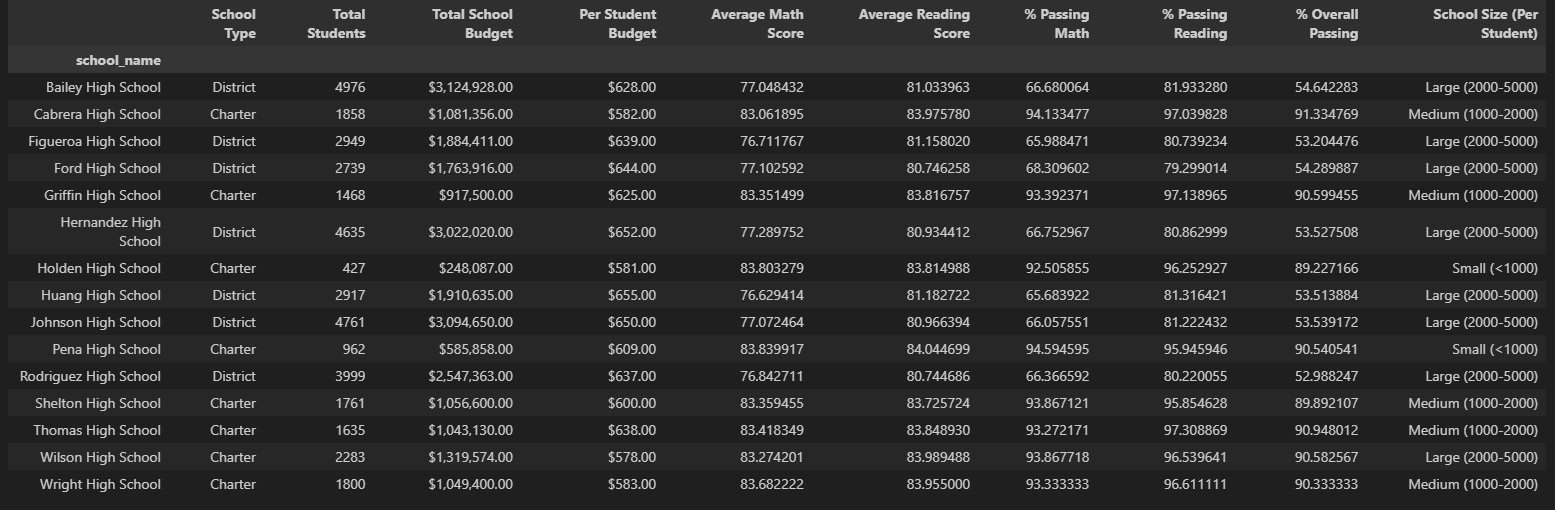 School Type Total Students Total School Budget Per Student Budget Average Math Score Average Reading Score % Passing Math % Passing Reading % Overall Passing School Size (Per Student)
school_name
Bailey High School District 4976 $3,124,928.00 $628.00 77.048432 81.033963 66.680064 81.933280 54.642283 Large (2000-5000)
Cabrera High School Charter 1858 $1,081,356.00 $582.00 83.061895 83.975780 94.133477 97.039828 91.334769 Medium (1000-2000)
Figueroa High School District 2949 $1,884,411.00 $639.00 76.711767 81.158020 65.988471 80.739234 53.204476 Large (2000-5000)
Ford High School District 2739 $1,763,916.00 $644.00 77.102592 80.746258 68.309602 79.299014 54.289887 Large (2000-5000)
Griffin High School Charter 1468 $917,500.00 $625.00 83.351499 83.816757 93.392371 97.138965 90.599455 Medium (1000-2000)
Hernandez High School District 4635 $3,022,020.00 $652.00 77.289752 80.934412 66.752967 80.862999 53.527508 Large (2000-5000)
Holden High School Charter 427 $248,087.00 $581.00 83.803279 83.814988 92.505855 96.252927 89.227166 Small (<1000)
Huang High School District 2917 $1,910,635.00 $655.00 76.629414 81.182722 65.683922 81.316421 53.513884 Large (2000-5000)
Johnson High School District 4761 $3,094,650.00 $650.00 77.072464 80.966394 66.057551 81.222432 53.539172 Large (2000-5000)
Pena High School Charter 962 $585,858.00 $609.00 83.839917 84.044699 94.594595 95.945946 90.540541 Small (<1000)
Rodriguez High School District 3999 $2,547,363.00 $637.00 76.842711 80.744686 66.366592 80.220055 52.988247 Large (2000-5000)
Shelton High School Charter 1761 $1,056,600.00 $600.00 83.359455 83.725724 93.867121 95.854628 89.892107 Medium (1000-2000)
Thomas High School Charter 1635 $1,043,130.00 $638.00 83.418349 83.848930 93.272171 97.308869 90.948012 Medium (1000-2000)
Wilson High School Charter 2283 $1,319,574.00 $578.00 83.274201 83.989488 93.867718 96.539641 90.582567 Large (2000-5000)
Wright High School Charter 1800 $1,049,400.00 $583.00 83.682222 83.955000 93.333333 96.611111 90.333333 Medium (1000-2000)